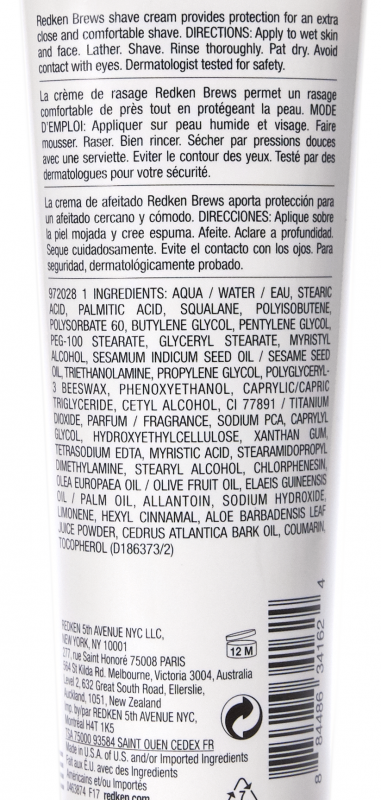 Redken Brews shave cream provides protection for an extra
close and comfortable shave. DIRECTIONS: Apply to wet skin
and face. Lather. Shave. Rinse thoroughly. Pat dry. Avoid
contact with eyes. Dermatologist tested for safety.
La crème de rasage Redken Brews permet un rasage
comfortable de près tout en protégeant la peau. MODE
D'EMPLOI: Appliquer sur peau humide et visage. Faire
mousser. Raser. Bien rincer. Sécher par pressions douces
avec une serviette. Eviter le contour des yeux. Testé par des
dermatologues pour votre sécurité.
La crema de afeitado Redken Brews aporta protección para
un afeitado cercano y cómodo. DIRECCIONES: Aplique sobre
la piel mojada y cree espuma. Afeite. Aclare a profundidad.
Seque cuidadosamente. Evite el contacto con los ojos. Para
seguridad, dermatológicamente probado.
972028 1 INGREDIENTS: AQUA / WATER / EAU, STEARIC
ACID, PALMITIC ACID, SQUALANE, POLYISOBUTENE,
POLYSORBATE 60, BUTYLENE GLYCOL, PENTYLENE GLYCOL,
PEG-100 STEARATE, GLYCERYL STEARATE, MYRISTYL
ALCOHOL, SESAMUM INDICUM SEED OIL / SESAME SEED
OIL, TRIETHANOLAMINE, PROPYLENE GLYCOL, POLYGLYCERYL-
3 BEESWAX, PHENOXYETHANOL, CAPRYLIC/CAPRIC
TRIGLYCERIDE, CETYL ALCOHOL, CI 77891 / TITANIUM
DIOXIDE, PARFUM / FRAGRANCE, SODIUM PCA, CAPRYLYL
GLYCOL, HYDROXYETHYLCELLULOSE, XANTHAN GUM,
TETRASODIUM EDTA, MYRISTIC ACID, STEARAMIDOPROPYL
DIMETHYLAMINE, STEARYL ALCOHOL, CHLORPHENESIN,
OLEA EUROPAEA OIL / OLIVE FRUIT OIL, ELAEIS GUINEENSIS
OIL / PALM OIL, ALLANTOIN, SODIUM HYDROXIDE,
LIMONENE, HEXYL CINNAMAL, ALOE BARBADENSIS LEAF
JUICE POWDER, CEDRUS ATLANTICA BARK OIL, COUMARIN,
TOCOPHEROL (D186373/2)
REDKEN 5th AVENUE NYC LLC,
NEW YORK, NY 10001
277, rue Saint Honoré 75008 PARIS
564 St Kilda Rd. Melbourne, Victoria 3004, Australia
Level 2, 632 Great South Road, Ellerslie,
Auckland, 1051, New Zealand
Imp. by/par REDKEN 5th AVENUE NYC,
Montréal H4T 1K5
TSA 75000 93584 SAINT OUEN CEDEX FR
Made in U.S.A. of U.S. and/or Imported Ingredients
Fait aux É.U. avec des Ingrédients
Américains et/ou Importés
F17 redken.com
12 M
8 84486 34162 4
7